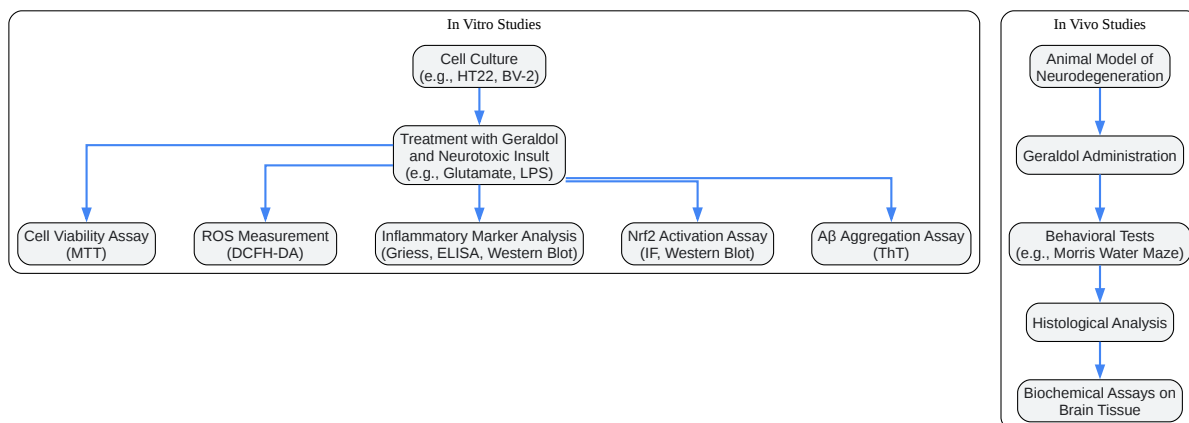 In Vitro Studies
Cell Culture
(e.g., HT22, BV-2)
Treatment with Geraldol
and Neurotoxic Insult
(e.g., Glutamate, LPS)
Cell Viability Assay
(MTT)
ROS Measurement
(DCFH-DA)
Inflammatory Marker Analysis
(Griess, ELISA, Western Blot)
Nrf2 Activation Assay
(IF, Western Blot)
Aβ Aggregation Assay
(ThT)
In Vivo Studies
Animal Model of
Neurodegeneration
Geraldol Administration
Behavioral Tests
(e.g., Morris Water Maze)
Histological Analysis
Biochemical Assays on
Brain Tissue